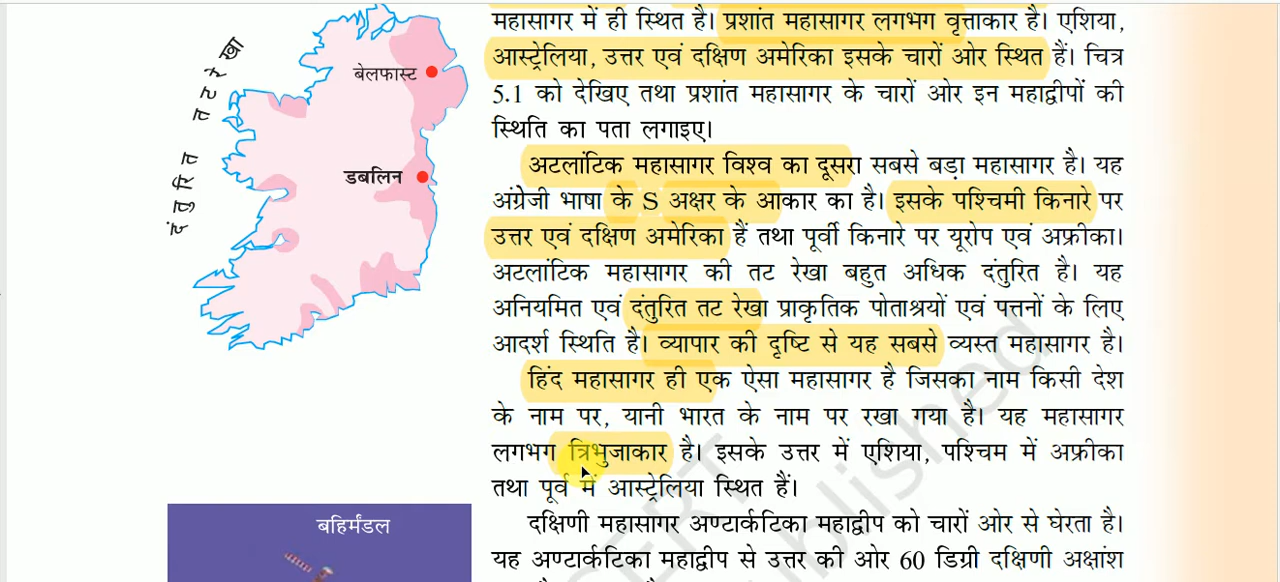 महासागर में ही स्थित है। प्रशांत महासागर लगभग वृत्ताकार है। एशिया,
आस्ट्रेलिया, उत्तर एवं दक्षिण अमेरिका इसके चारों ओर स्थित हैं। चित्र
5.1 को देखिए तथा प्रशांत महासागर के चारों ओर इन महाद्वीपों की
स्थिति का पता लगाइए।
अटलांटिक महासागर विश्व का दूसरा सबसे बड़ा महासागर है। यह
अंग्रेजी भाषा के S अक्षर के आकार का है। इसके पश्चिमी किनारे पर
उत्तर एवं दक्षिण अमेरिका हैं तथा पूर्वी किनारे पर यूरोप एवं अफ्रीका।
अटलांटिक महासागर की तट रेखा बहुत अधिक दंतुरित है। यह
अनियमित एवं दंतुरित तट रेखा प्राकृतिक पोताश्रयों एवं पत्तनों के लिए
आदर्श स्थिति है। व्यापार की दृष्टि से यह सबसे व्यस्त महासागर है।
हिंद महासागर ही एक ऐसा महासागर है जिसका नाम किसी देश
के नाम पर, यानी भारत के नाम पर रखा गया है। यह महासागर
लगभग त्रिभुजाकार है। इसके उत्तर में एशिया, पश्चिम में अफ्रीका
तथा पूर्व में आस्ट्रेलिया स्थित हैं।
दक्षिणी महासागर अण्टार्कटिका महाद्वीप को चारों ओर से घेरता है।
यह अण्टार्कटिका महाद्वीप से उत्तर की ओर 60 डिग्री दक्षिणी अक्षांश
दंतुरित तट रेखा
बेलफास्ट
डबलिन
बहिर्मंडल